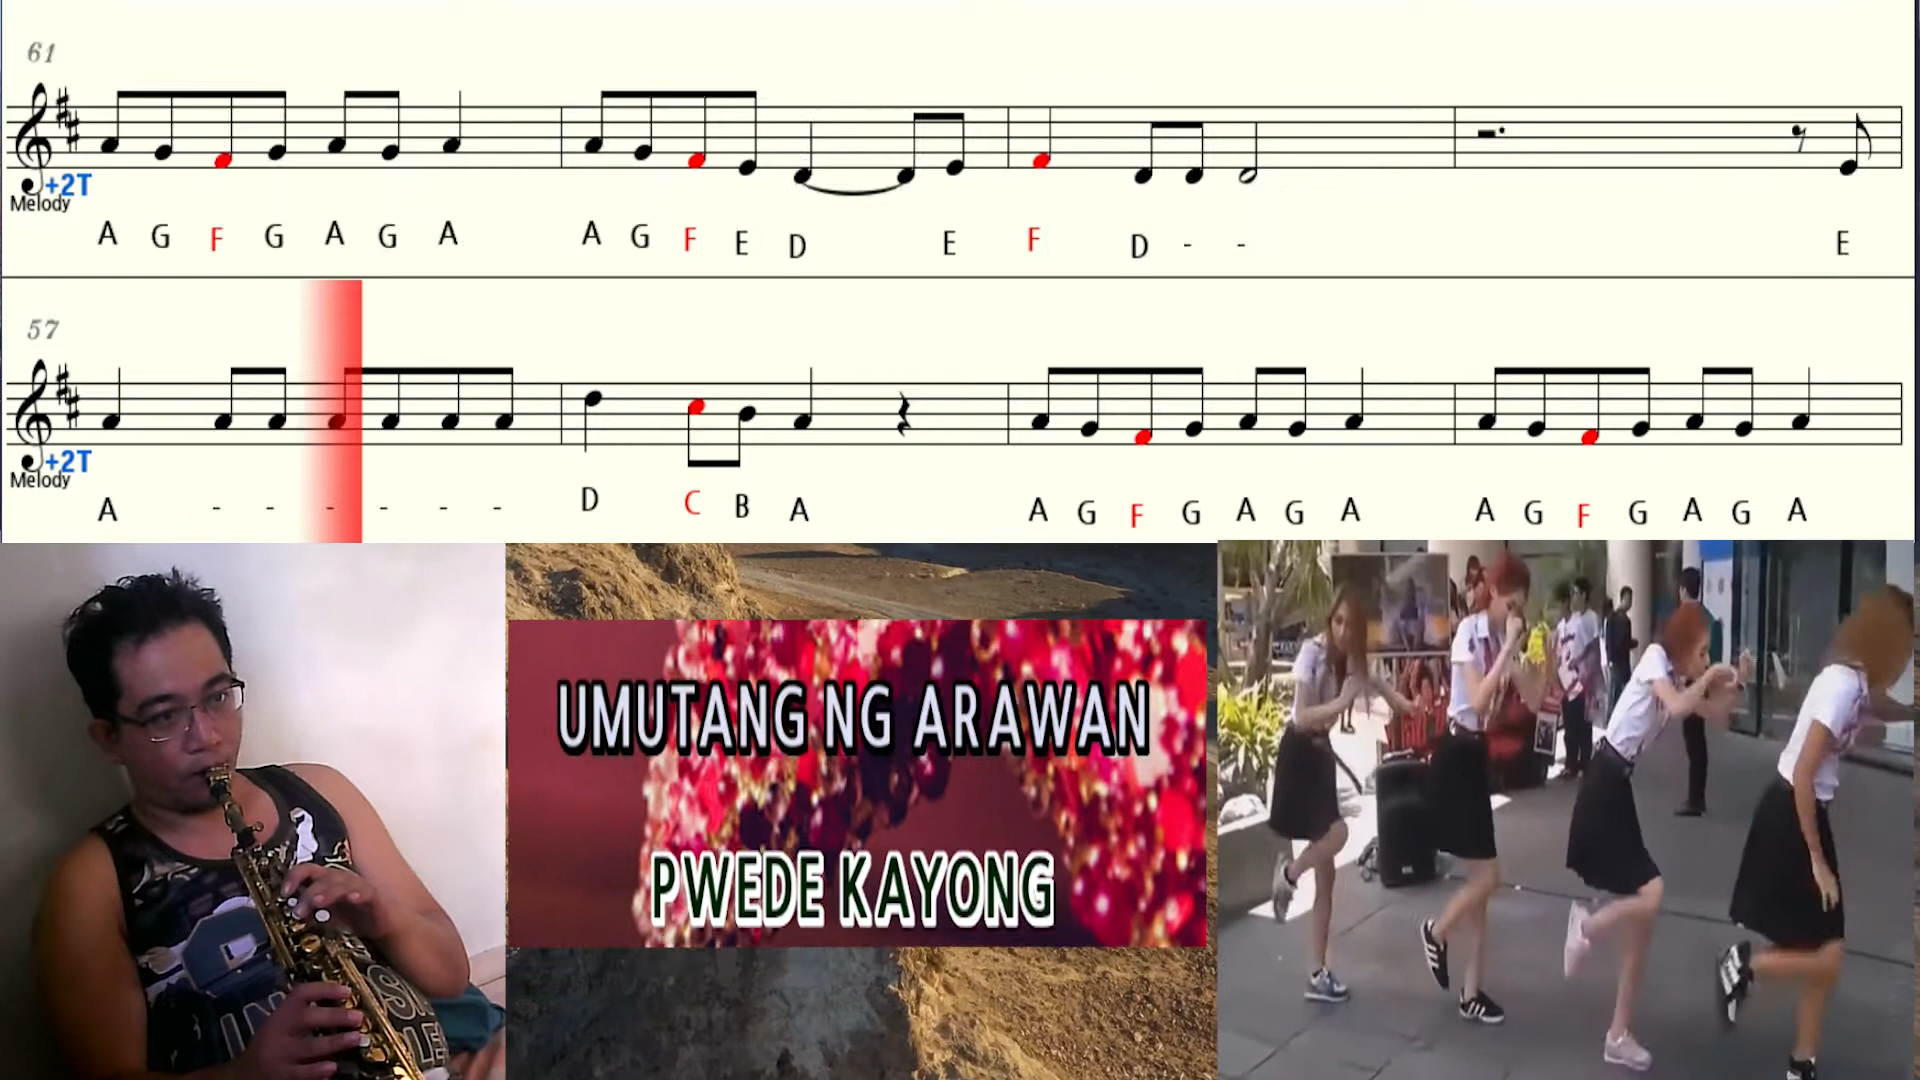 61
+2T
Melody
A G F G A G A A G F E D E F D - - E
57
+2T
Melody
A - - - - - - D C B A A G F G A G A A G F G A G A
UMUTANG NG ARAWAN
PWEDE KAYONG